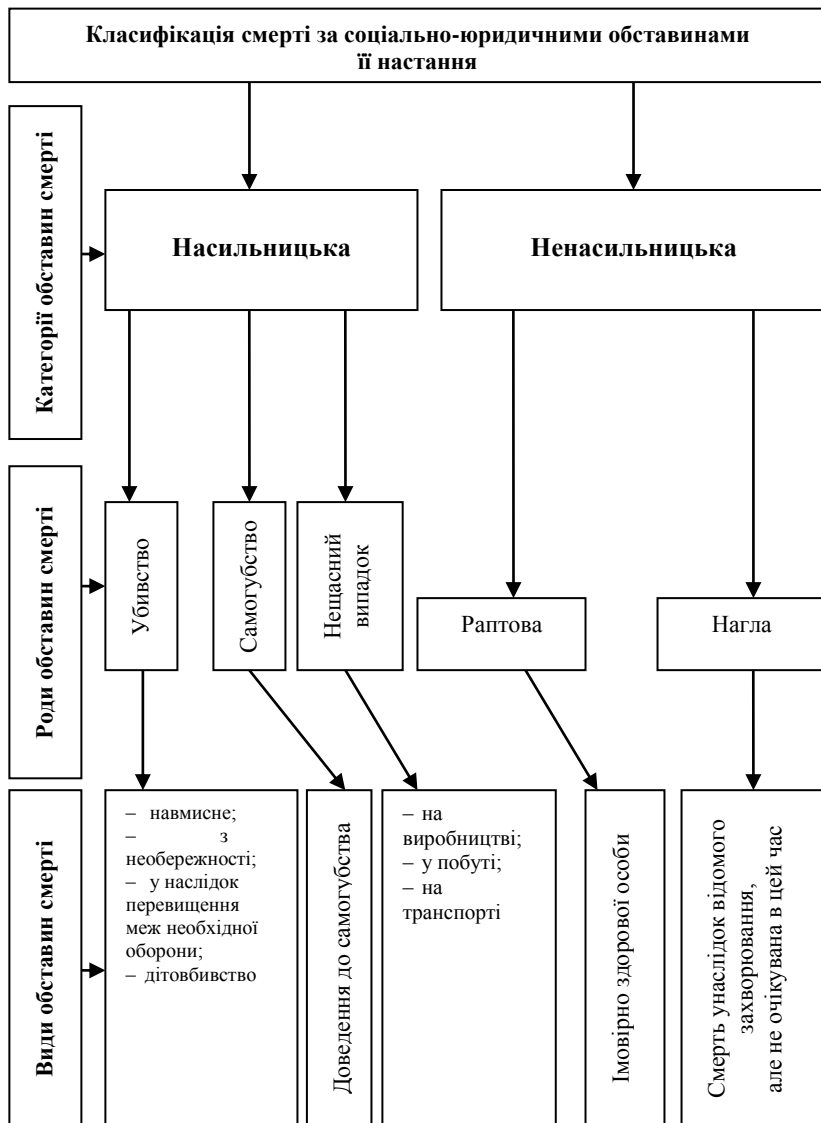 Класифікація смерті за соціально-юридичними обставинами
її настання
Категорії обставин смерті
Насильницька
Ненасильницька
Роди обставин смерті
Убивство
Самогубство
Нещасний
випадок
Раптова
Нагла
Види обставин смерті
– навмисне;
– з
необережності;
– у наслідок
перевищення
меж необхідної
оборони;
– дітовбивство
Доведення до самогубства
– на
виробництві;
– у побуті;
– на
транспорті
Імовірно здорової особи
Смерть унаслідок відомого
захворювання,
але не очікувана в цей час